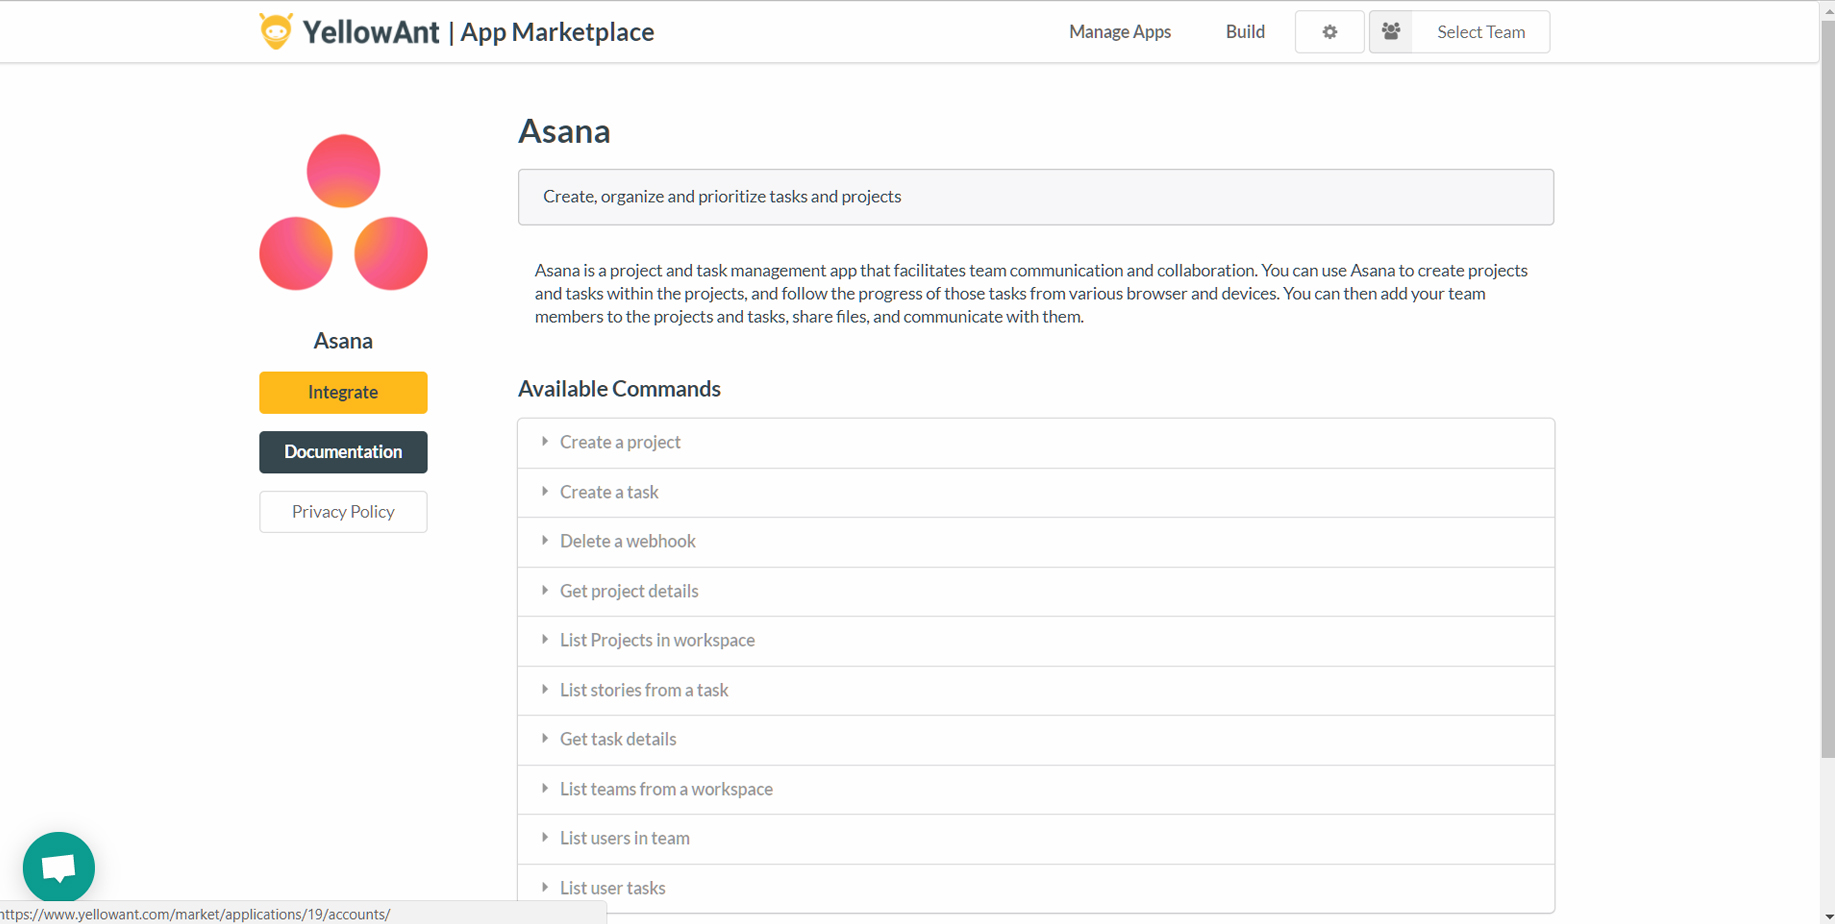 YellowAnt | App Marketplace
Manage Apps
Build
Select Team
Asana
Create, organize and prioritize tasks and projects
Asana is a project and task management app that facilitates team communication and collaboration. You can use Asana to create projects
and tasks within the projects, and follow the progress of those tasks from various browser and devices. You can then add your team
members to the projects and tasks, share files, and communicate with them.
Asana
Integrate
Documentation
Privacy Policy
Available Commands
Create a project
Create a task
Delete a webhook
Get project details
List Projects in workspace
List stories from a task
Get task details
List teams from a workspace
List users in team
List user tasks
https://www.yellowant.com/market/applications/19/accounts/